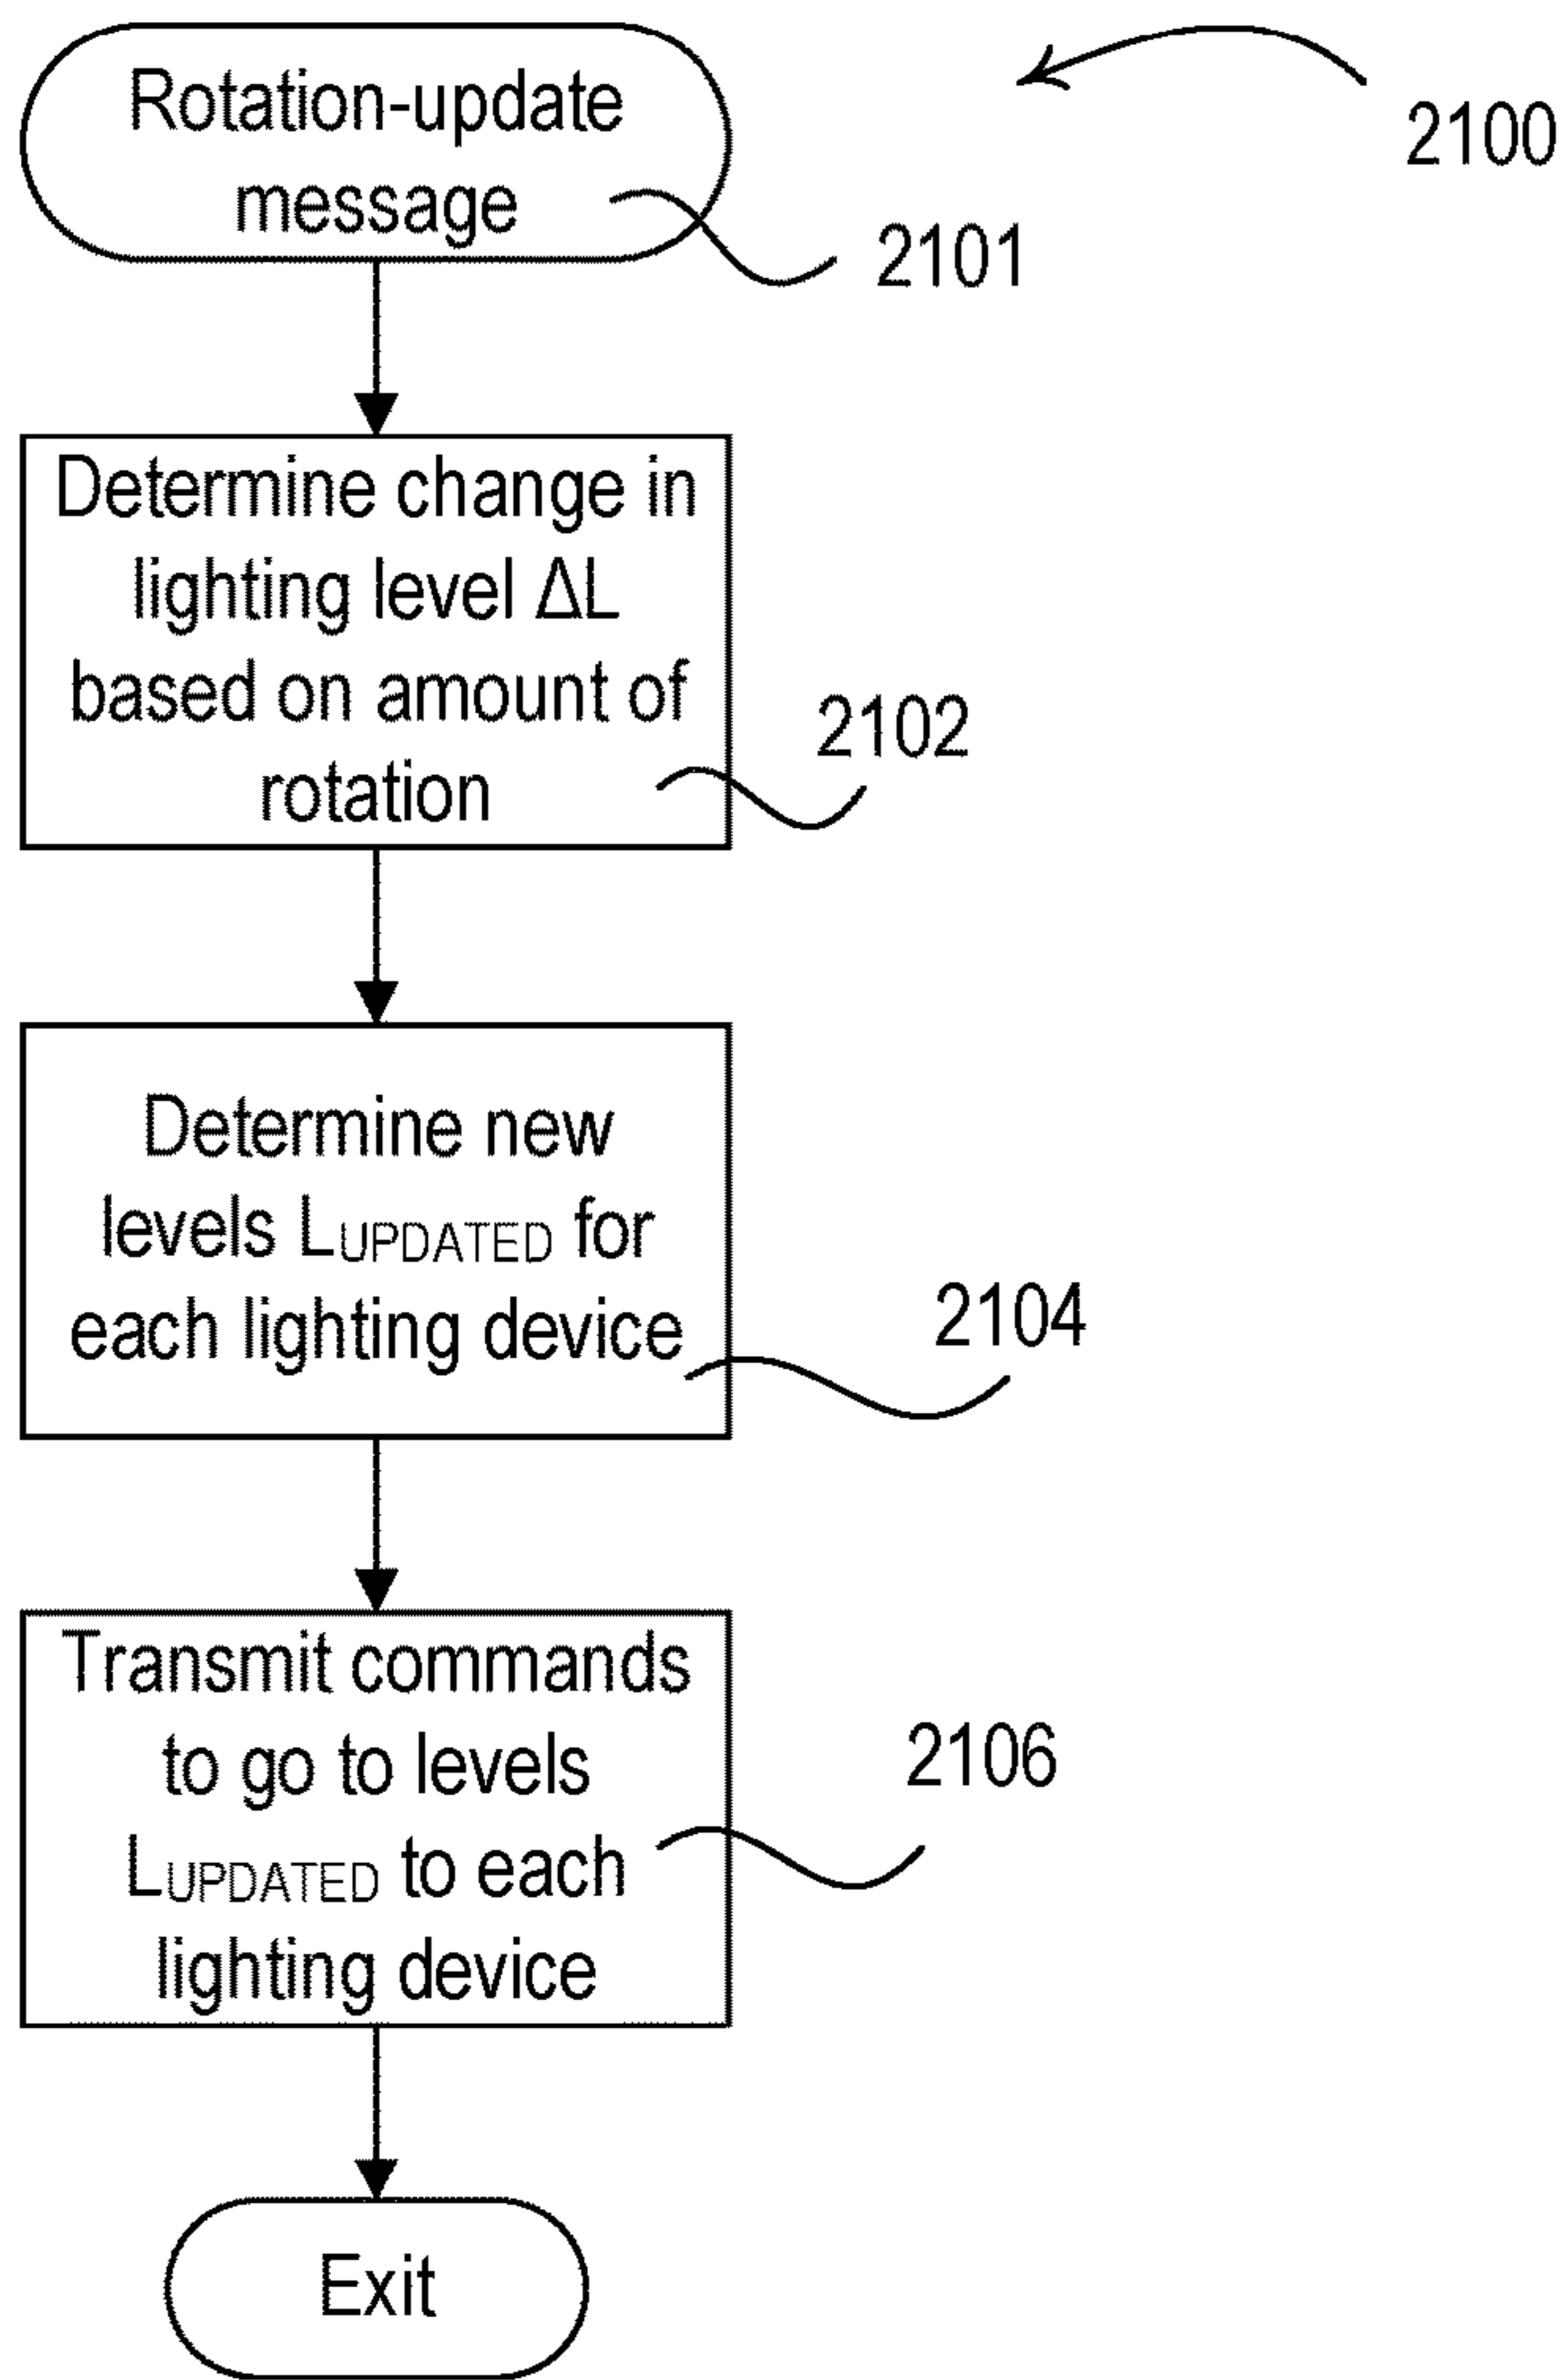 Rotation-update
message
2100
2101
Determine change in
lighting level ΔL
based on amount of
rotation
2102
Determine new
levels LUPDATED for
each lighting device
2104
Transmit commands
to go to levels
LUPDATED to each
lighting device
2106
Exit